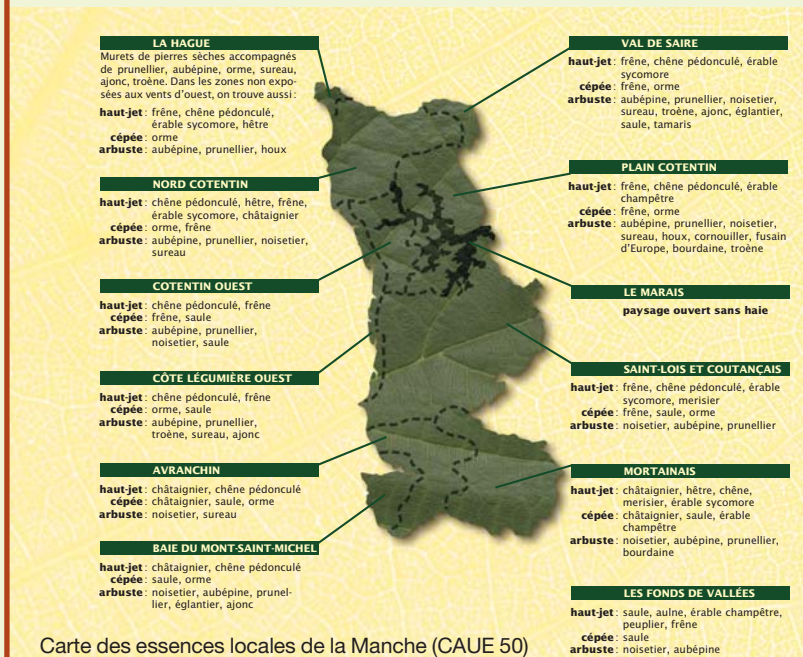 LA HAGUE
Murets de pierres sèches accompagnés
de prunellier, aubépine, orme, sureau,
ajonc, troène. Dans les zones non expo-
sées aux vents d'ouest, on trouve aussi :
haut-jet : frêne, chêne pédonculé,
érable sycomore, hêtre
cépée : orme
arbuste : aubépine, prunellier, houx
NORD COTENTIN
haut-jet : chêne pédonculé, hêtre, frêne,
érable sycomore, châtaignier
cépée : orme, frêne
arbuste : aubépine, prunellier, noisetier,
sureau
COTENTIN OUEST
haut-jet : chêne pédonculé, frêne
cépée : frêne, saule
arbuste : aubépine, prunellier,
noisetier, saule
CÔTE LÉGUMIÈRE OUEST
haut-jet : chêne pédonculé, frêne
cépée : orme, saule
arbuste : aubépine, prunellier,
troène, sureau, ajonc
AVRANCHIN
haut-jet : châtaignier, chêne pédonculé
cépée : châtaignier, saule, orme
arbuste : noisetier, sureau
BAIE DU MONT-SAINT-MICHEL
haut-jet : châtaignier, chêne pédonculé
cépée : saule, orme
arbuste : noisetier, aubépine, prunel-
lier, églantier, ajonc
VAL DE SAIRE
haut-jet : frêne, chêne pédonculé, érable
sycomore
cépée : frêne, orme
arbuste : aubépine, prunellier, noisetier,
sureau, troène, ajonc, églantier,
saule, tamaris
PLAIN COTENTIN
haut-jet : frêne, chêne pédonculé, érable
champêtre
cépée : frêne, orme
arbuste : aubépine, prunellier, noisetier,
sureau, houx, cornouiller, fusain
d'Europe, bourdaine, troène
LE MARAIS
paysage ouvert sans haie
SAINT-LOIS ET COUTANÇAIS
haut-jet : frêne, chêne pédonculé, érable
sycomore, merisier
cépée : frêne, saule, orme
arbuste : noisetier, aubépine, prunellier
MORTAINAIS
haut-jet : châtaignier, hêtre, chêne,
merisier, érable sycomore
cépée : châtaignier, saule, érable
champêtre
arbuste : noisetier, aubépine, prunellier,
bourdaine
LES FONDS DE VALLÉES
haut-jet : saule, aulne, érable champêtre,
peuplier, frêne
cépée : saule
arbuste : noisetier, aubépine
Carte des essences locales de la Manche (CAUE 50)